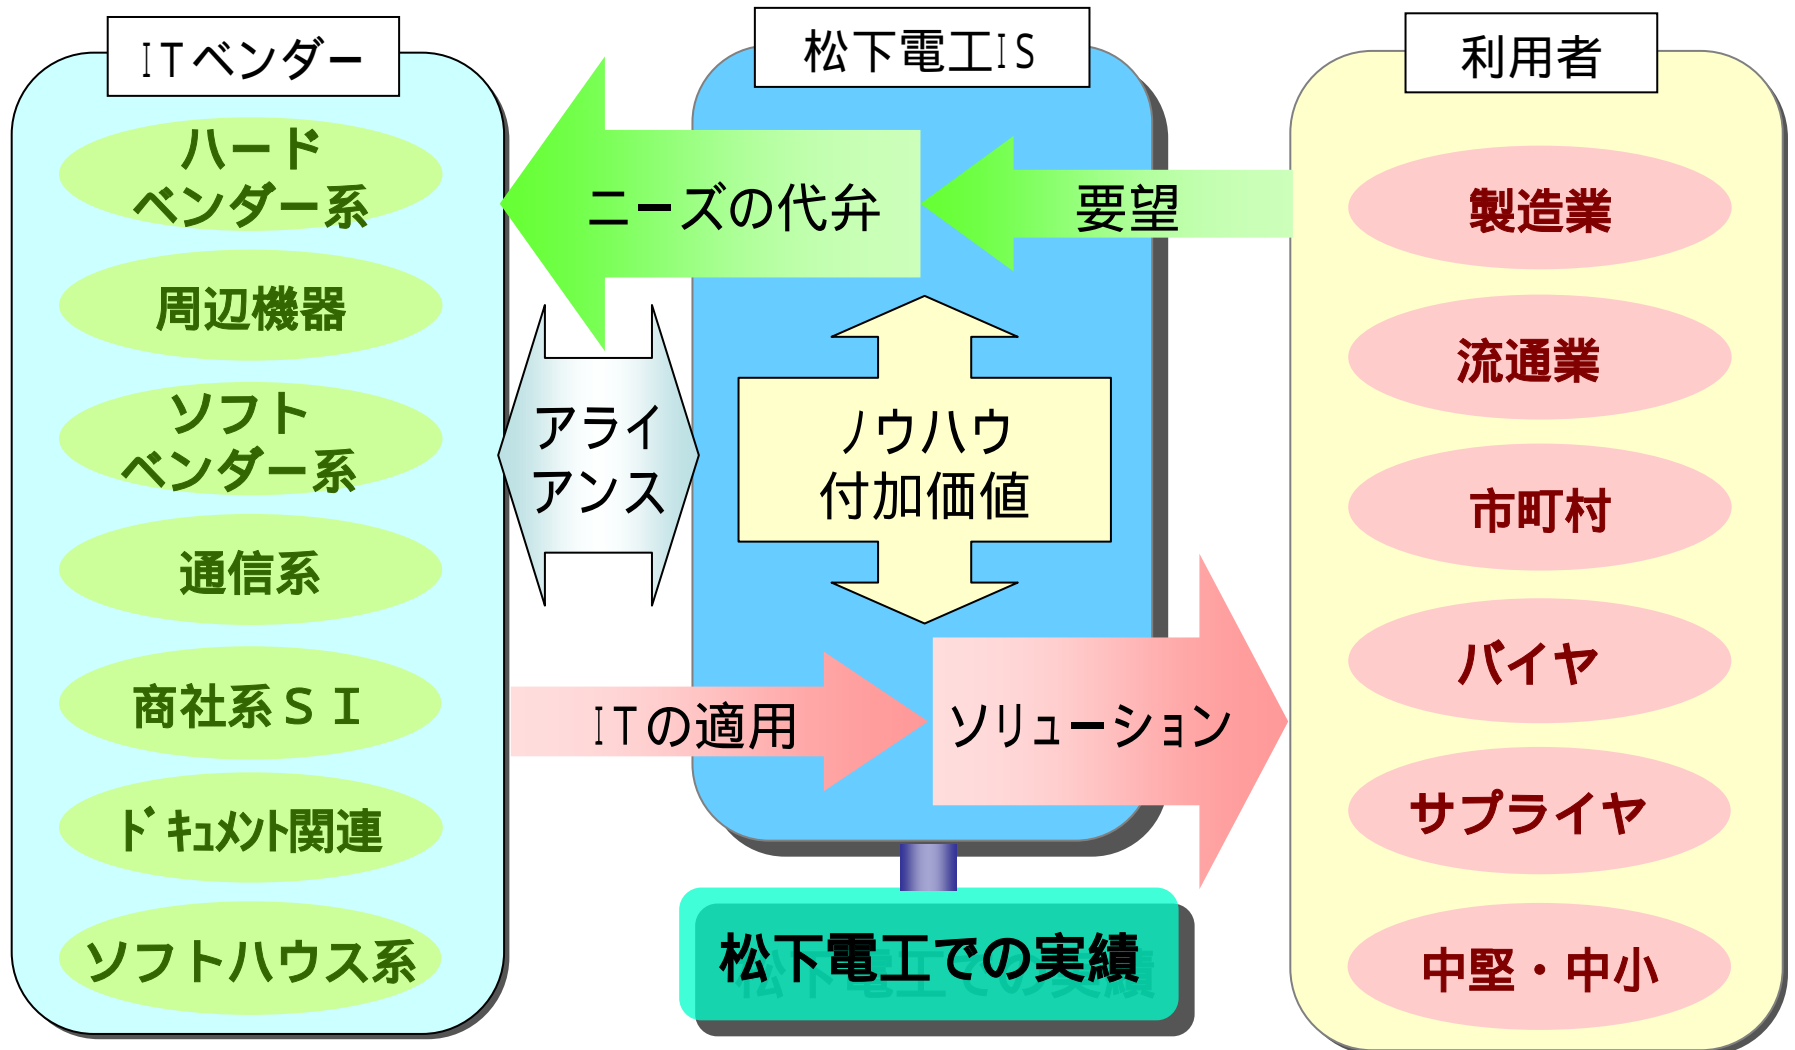 ITベンダー
ハード
ベンダー系
周辺機器
ソフト
ベンダー系
通信系
商社系ＳＩ
ﾄﾞｷｭﾒﾝﾄ関連
ソフトハウス系
松下電工IS
ニーズの代弁
要望
アライ
アンス
ノウハウ
付加価値
ITの適用
ソリューション
松下電工での実績
利用者
製造業
流通業
市町村
バイヤ
サプライヤ
中堅・中小